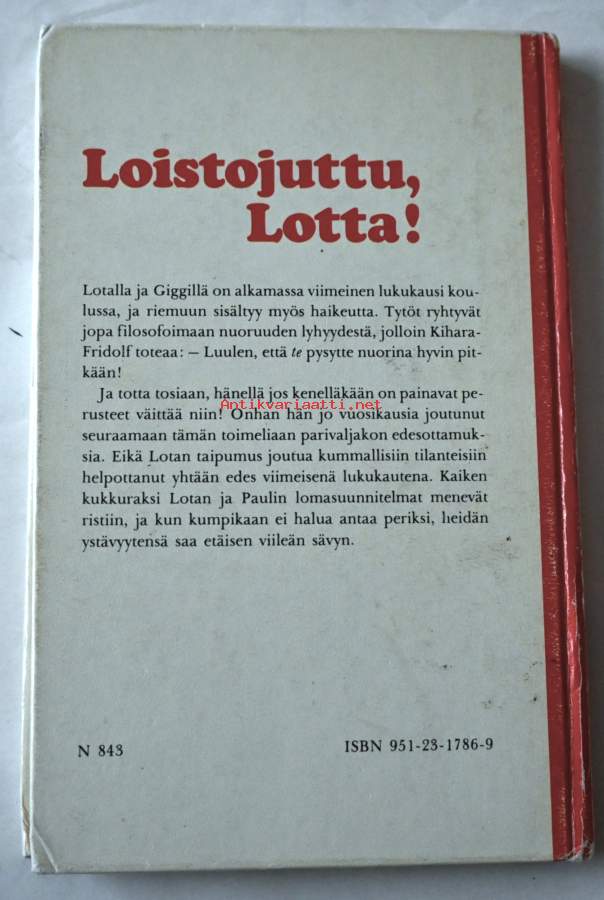 Loistojuttu,
Lotta!
Lotalla ja Giggillä on alkamassa viimeinen lukukausi kou-
lussa, ja riemuun sisältyy myös haikeutta. Tytöt ryhtyvät
jopa filosofoimaan nuoruuden lyhyydestä, jolloin Kihara-
Fridolf toteaa: – Luulen, että te pysytte nuorina hyvin pit-
kään!
Ja totta tosiaan, hänellä jos kenelläkään on painavat pe-
rusteet väittää niin! Onhan hän jo vuosikausia joutunut
Antikvariaatti.net
seuraamaan tämän toimeliaan parivaljakon edesottamuk-
sia. Eikä Lotan taipumus joutua kummallisiin tilanteisiin
helpottanut yhtään edes viimeisenä lukukautena. Kaiken
kukkuraksi Lotan ja Paulin lomasuunnitelmat menevät
ristiin, ja kun kumpikaan ei halua antaa periksi, heidän
ystävyytensä saa etäisen viileän sävyn.
N 843
ISBN 951-23-1786-9